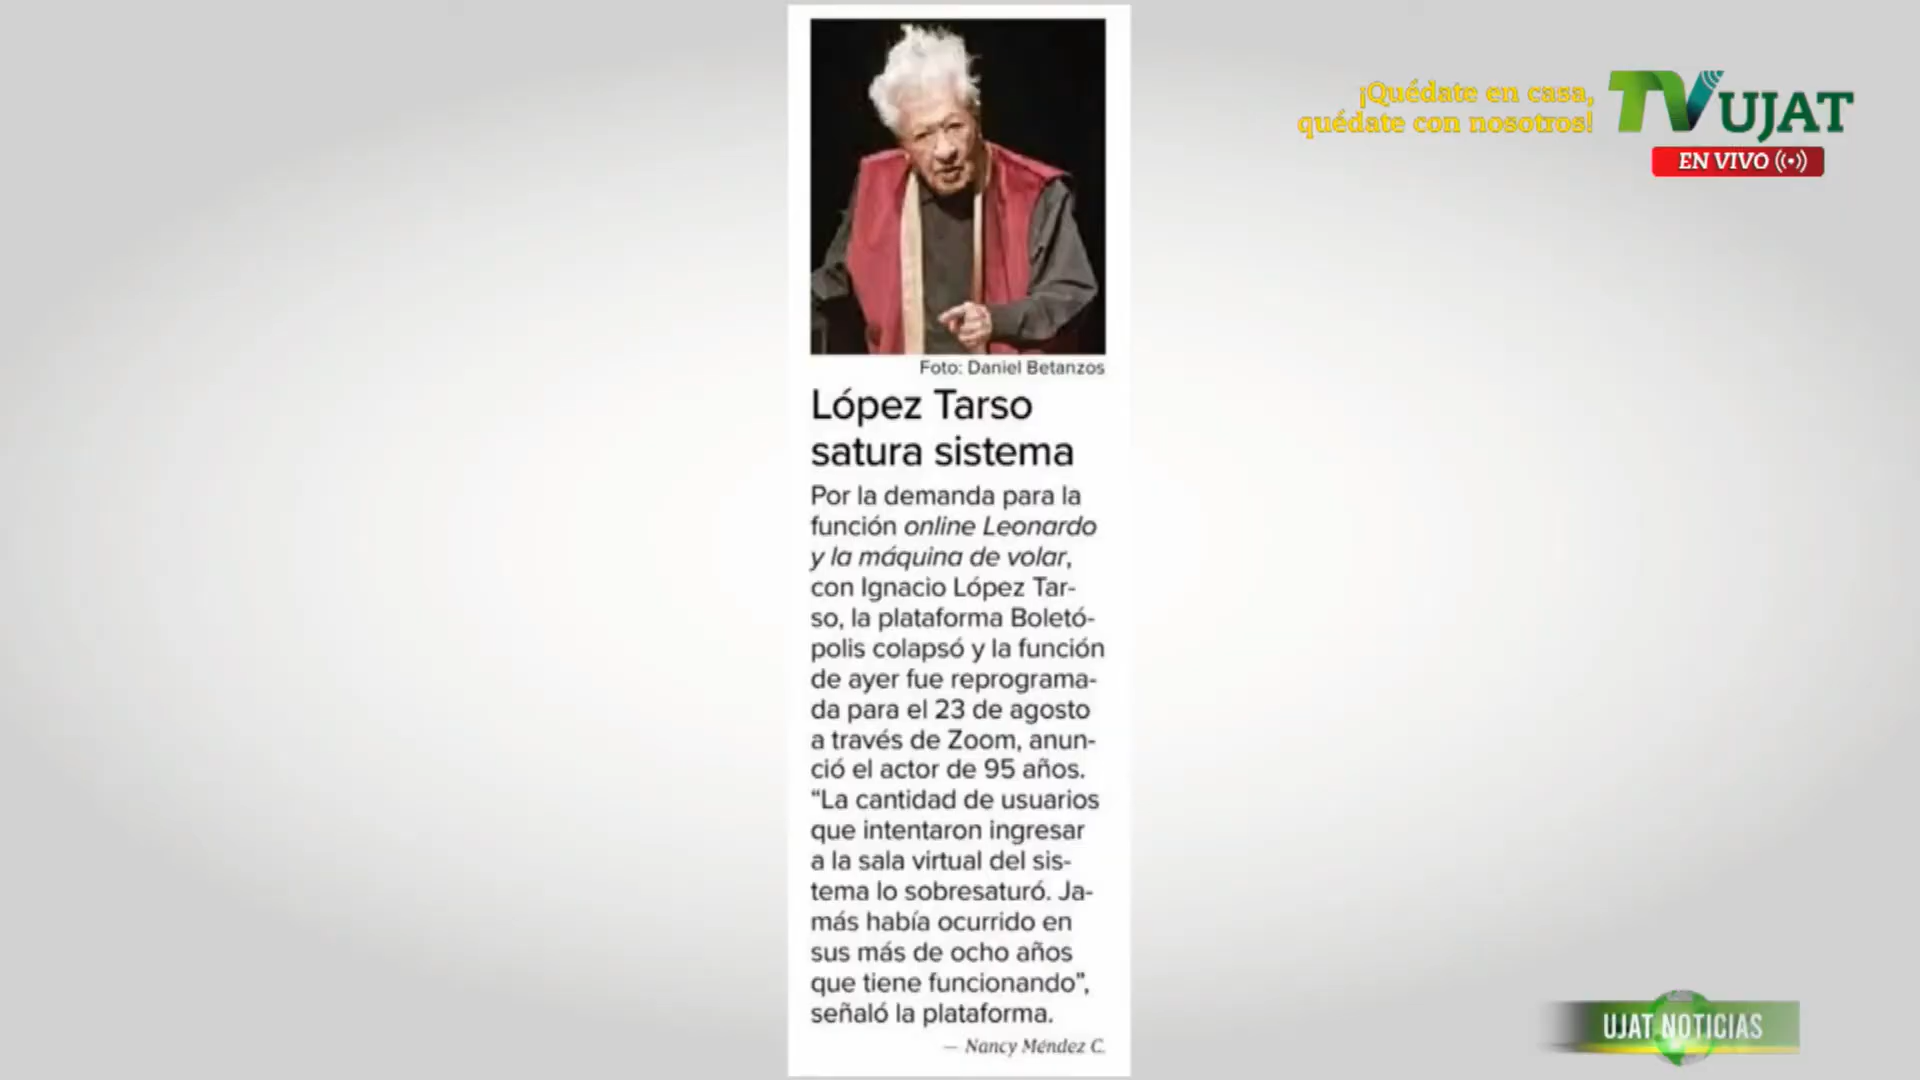 ¡Quédate en casa,
quédate con nosotros!
TV UJAT
EN VIVO
Foto: Daniel Betanzos
López Tarso
satura sistema
Por la demanda para la
función online Leonardo
y la máquina de volar,
con Ignacio López Tar-
so, la plataforma Boletó-
polis colapsó y la función
de ayer fue reprograma-
da para el 23 de agosto
a través de Zoom, anun-
ció el actor de 95 años.
“La cantidad de usuarios
que intentaron ingresar
a la sala virtual del sis-
tema lo sobresaturó. Ja-
más había ocurrido en
sus más de ocho años
que tiene funcionando”,
señaló la plataforma.
— Nancy Méndez C.
UJAT NOTICIAS